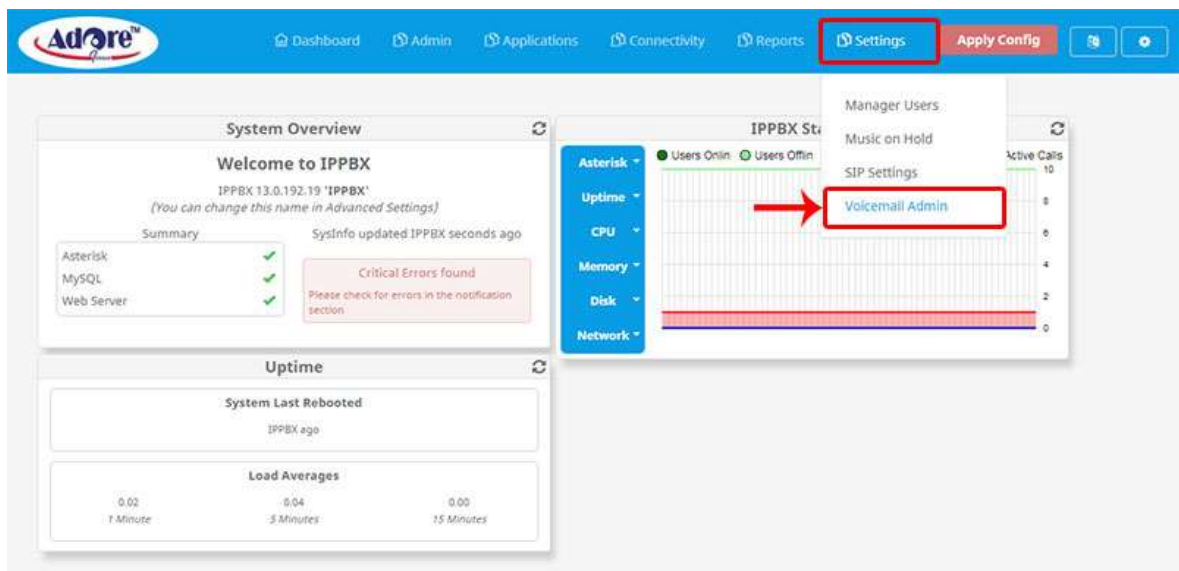 Adore™
Dashboard
Admin
Applications
Connectivity
Reports
Settings
Apply Config
Manager Users
Music on Hold
SIP Settings
Voicemail Admin
System Overview
Welcome to IPPBX
IPPBX 13.0.192.19 'IPPBX'
(You can change this name in Advanced Settings)
Summary
SysInfo updated IPPBX seconds ago
Asterisk
MySQL
Web Server
Critical Errors found
Please check for errors in the notification
section
IPPBX Sta
Asterisk
Uptime
CPU
Memory
Disk
Network
Users Onlin
Users Offlin
Active Calls
10
8
6
4
2
0
Uptime
System Last Rebooted
IPPBX ago
Load Averages
0.02
0.04
0.00
1 Minute
5 Minutes
15 Minutes